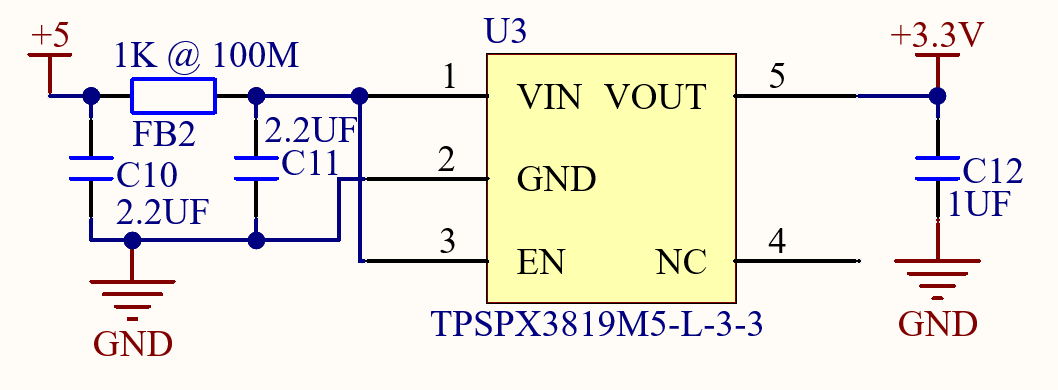 U3
+5
+3.3V
1K @ 100M
1
5
VIN VOUT
FB2
2.2UF
2
C11
C10
GND
C12
2.2UF
1UF
3
4
EN
NC
TPSPX3819M5-L-3-3
GND
GND